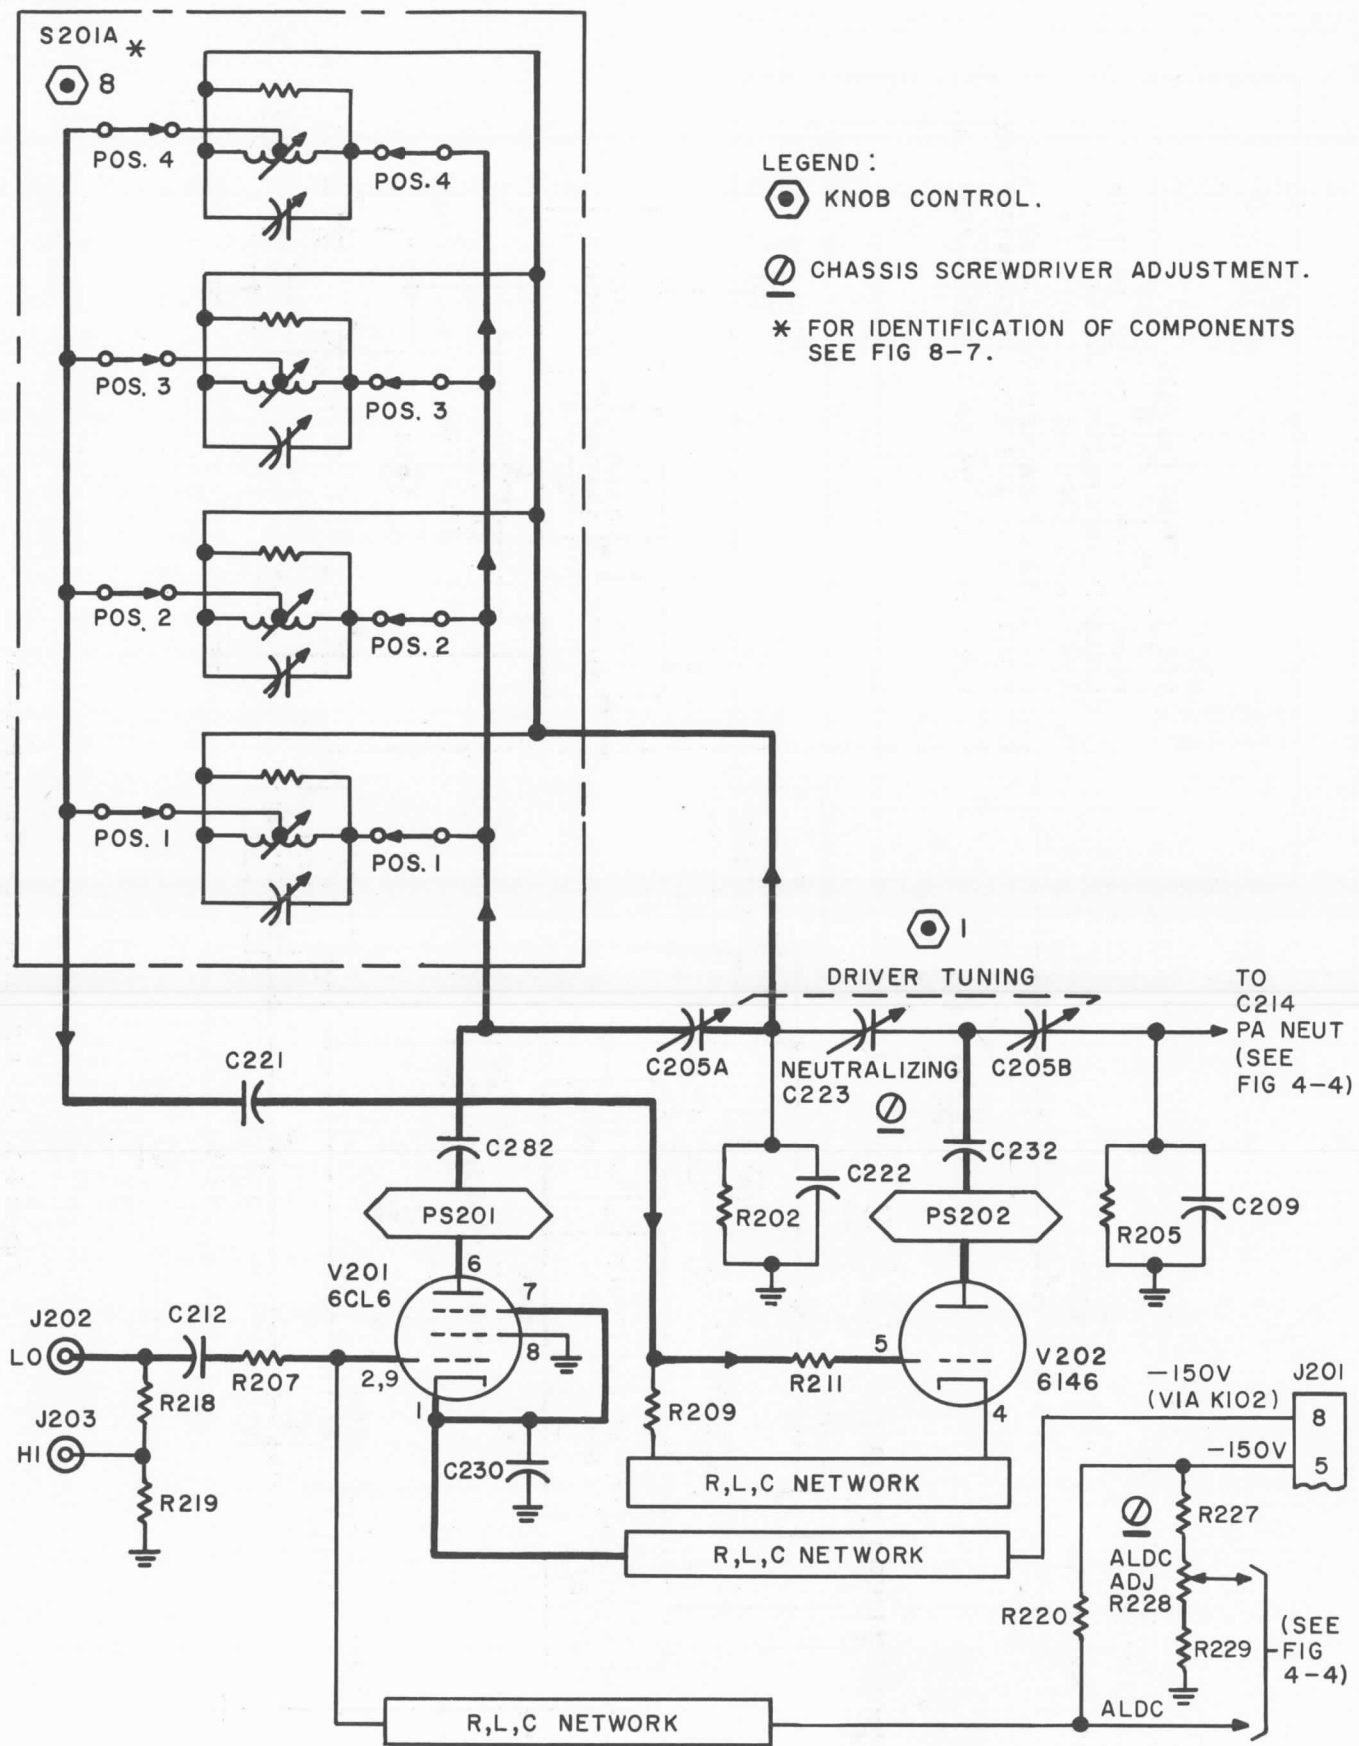 S201A *
8
POS. 4
POS. 4
POS. 3
POS. 3
POS. 2
POS. 2
POS. 1
POS. 1
LEGEND:
KNOB CONTROL.
CHASSIS SCREWDRIVER ADJUSTMENT.
* FOR IDENTIFICATION OF COMPONENTS
SEE FIG 8-7.
1
DRIVER TUNING
C205A
NEUTRALIZING
C223
C205B
TO
C214
PA NEUT
(SEE
FIG 4-4)
C221
C282
PS201
R202
C222
C232
PS202
R205
C209
V201
6CL6
6
7
8
2,9
1
J202
LO
C212
R207
R218
J203
HI
R219
C230
R209
R211
5
4
V202
6146
R,L,C NETWORK
R,L,C NETWORK
-150V
(VIA K102)
J201
8
-150V
5
R227
ALDC
ADJ
R228
R220
R229
(SEE
FIG
4-4)
R,L,C NETWORK
ALDC